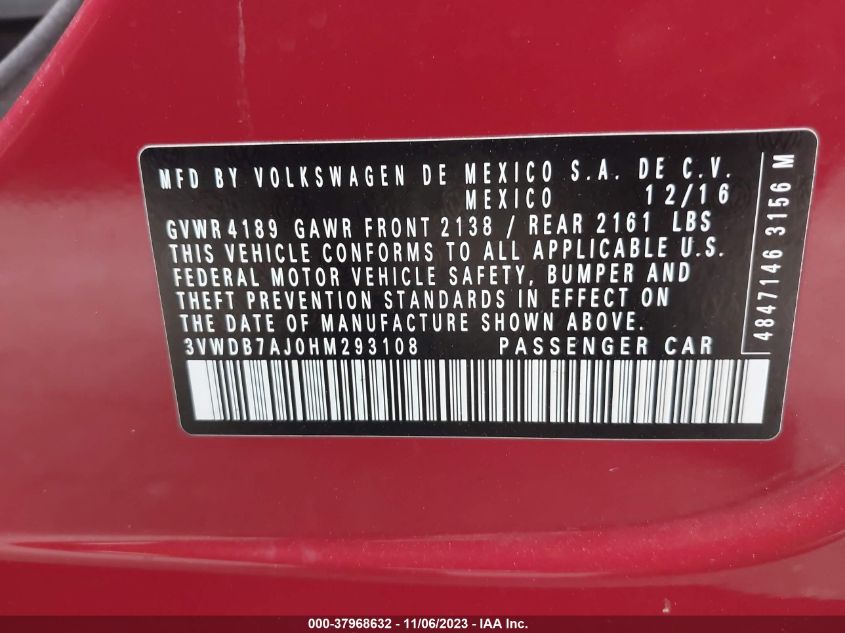 MFD BY VOLKSWAGEN DE MEXICO S.A. DE C.V.
MEXICO 12/16
GVWR 4189 GAWR FRONT 2138 / REAR 2161 LBS
THIS VEHICLE CONFORMS TO ALL APPLICABLE U.S.
FEDERAL MOTOR VEHICLE SAFETY, BUMPER AND
THEFT PREVENTION STANDARDS IN EFFECT ON
THE DATE OF MANUFACTURE SHOWN ABOVE.
3VWDB7AJ0HM293108 PASSENGER CAR
4847146 3156 M
000-37968632 - 11/06/2023 - IAA Inc.